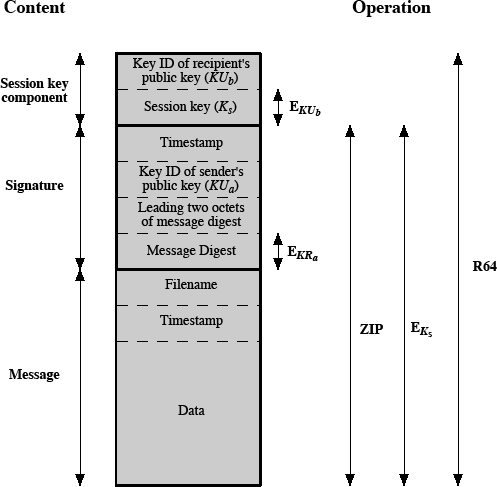 Content
Operation
Session key
component
Key ID of recipient's
public key (KUb)
Session key (Ks)
EKUb
Signature
Timestamp
Key ID of sender's
public key (KUa)
Leading two octets
of message digest
Message Digest
EKRa
R64
Message
Filename
Timestamp
Data
ZIP
EKs